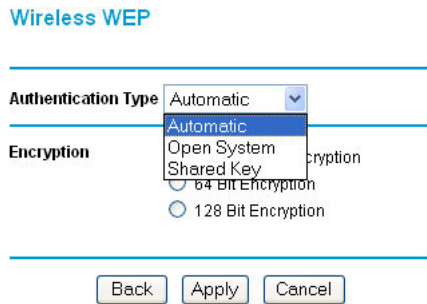 Wireless WEP
Authentication Type Automatic
Automatic
Open System
Encryption
Shared Key
64 Bit Encryption
128 Bit Encryption
Back Apply Cancel